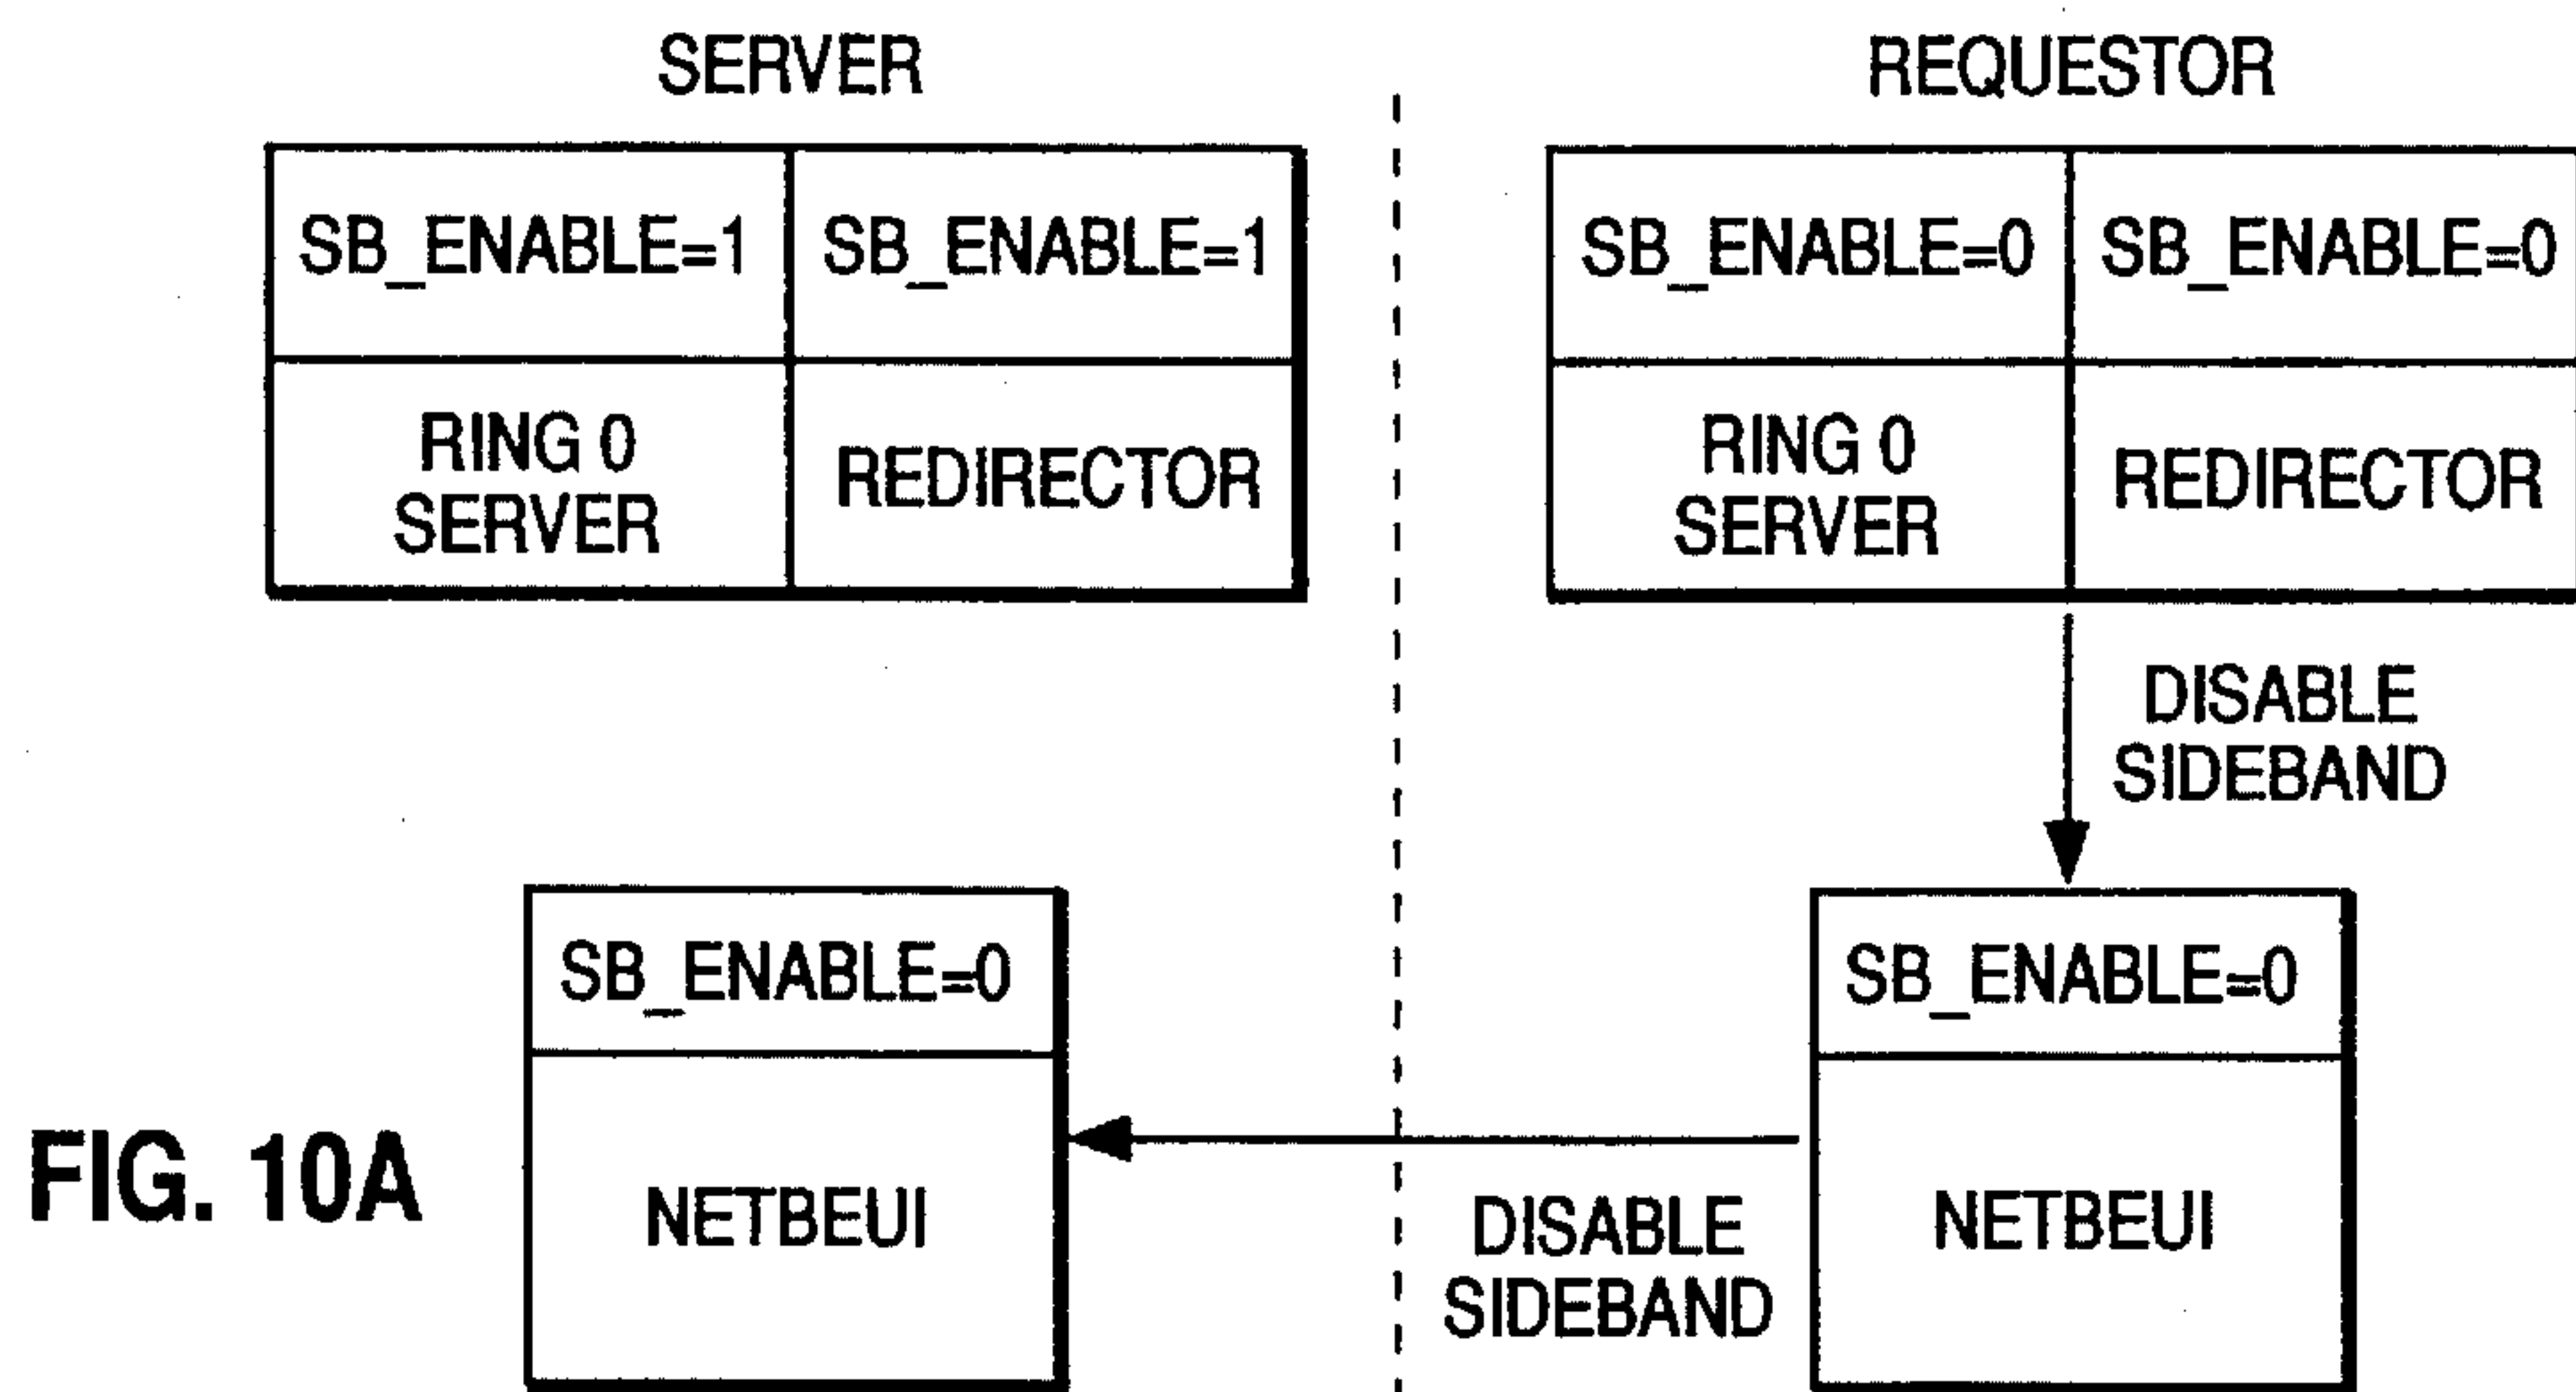 SERVER
REQUESTOR
SB_ENABLE=1
SB_ENABLE=1
SB_ENABLE=0
SB_ENABLE=0
RING 0
SERVER
REDIRECTOR
RING 0
SERVER
REDIRECTOR
DISABLE
SIDEBAND
SB_ENABLE=0
SB_ENABLE=0
NETBEUI
NETBEUI
DISABLE
SIDEBAND
FIG. 10A